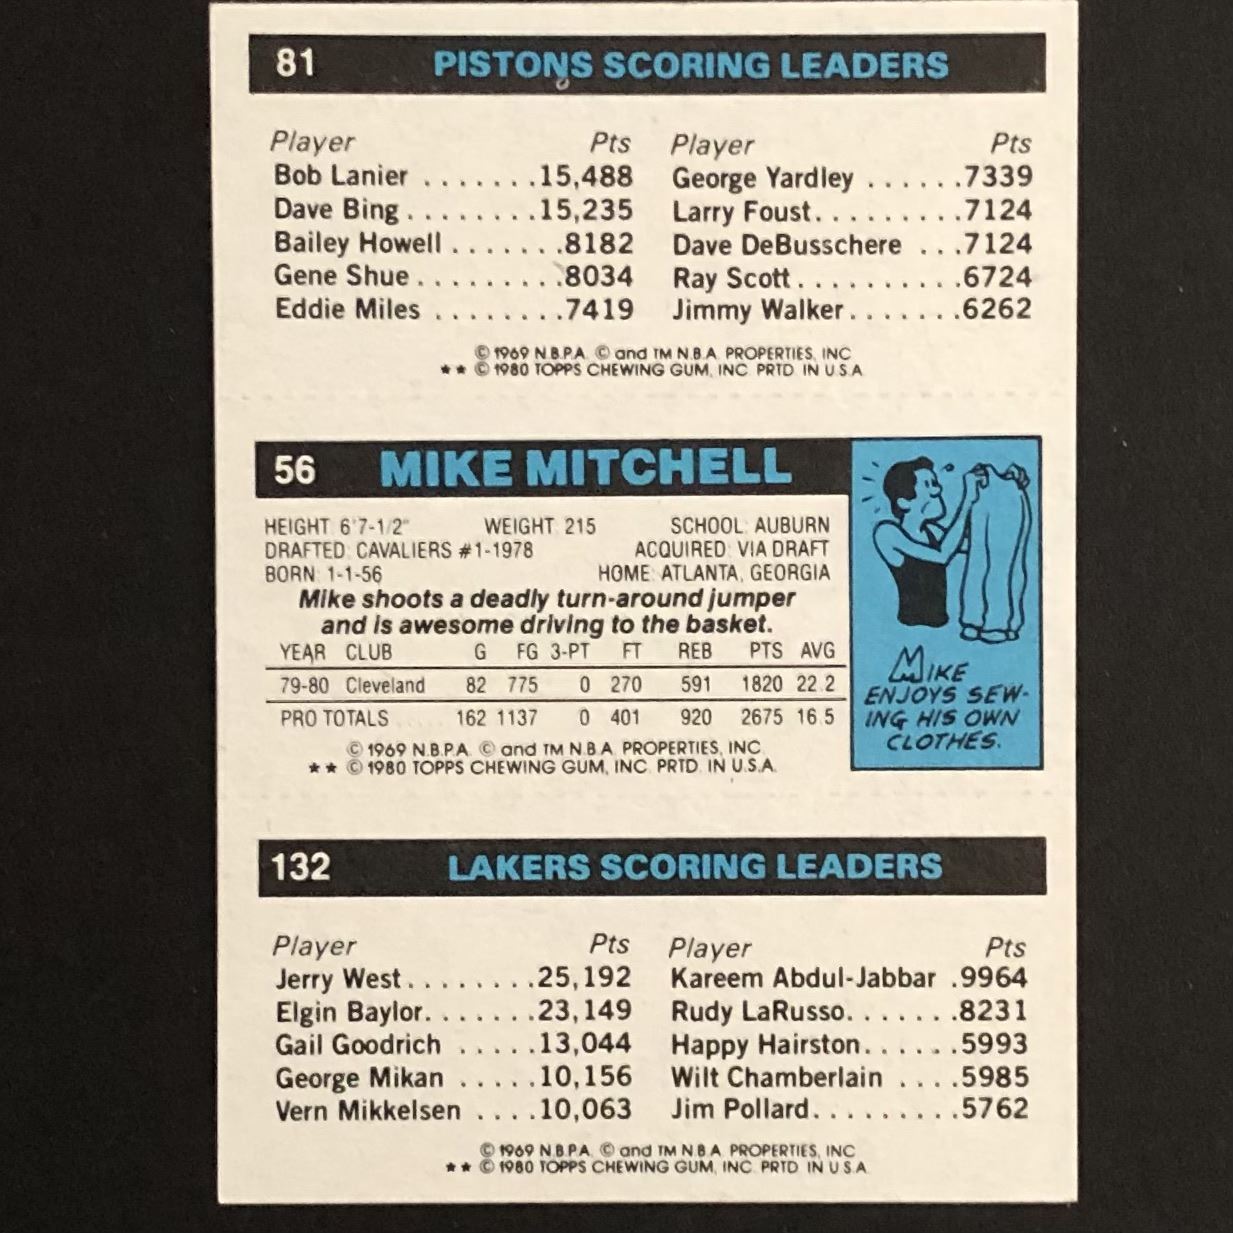 81 PISTONS SCORING LEADERS
Player Pts Player Pts
Bob Lanier . . . . . . . 15,488 George Yardley . . . . . . 7339
Dave Bing . . . . . . . . 15,235 Larry Foust . . . . . . . . . 7124
Bailey Howell . . . . . . . 8182 Dave DeBusschere . . . 7124
Gene Shue . . . . . . . . . 8034 Ray Scott . . . . . . . . . . 6724
Eddie Miles . . . . . . . . 7419 Jimmy Walker . . . . . . . 6262
© 1969 N.B.P.A. © and TM N.B.A. PROPERTIES, INC.
★★ © 1980 TOPPS CHEWING GUM, INC. PRTD. IN U.S.A.
56 MIKE MITCHELL
HEIGHT: 6'7-1/2" WEIGHT: 215 SCHOOL: AUBURN
DRAFTED: CAVALIERS #1-1978 ACQUIRED: VIA DRAFT
BORN: 1-1-56 HOME: ATLANTA, GEORGIA
Mike shoots a deadly turn-around jumper
and is awesome driving to the basket.
YEAR CLUB G FG 3-PT FT REB PTS AVG
79-80 Cleveland 82 775 0 270 591 1820 22.2
PRO TOTALS 162 1137 0 401 920 2675 16.5
© 1969 N.B.P.A. © and TM N.B.A. PROPERTIES, INC.
★★ © 1980 TOPPS CHEWING GUM, INC. PRTD. IN U.S.A.
MIKE
ENJOYS SEW-
ING HIS OWN
CLOTHES.
132 LAKERS SCORING LEADERS
Player Pts Player Pts
Jerry West . . . . . . . . 25,192 Kareem Abdul-Jabbar . 9964
Elgin Baylor . . . . . . . 23,149 Rudy LaRusso . . . . . . . 8231
Gail Goodrich . . . . . 13,044 Happy Hairston . . . . . . 5993
George Mikan . . . . . 10,156 Wilt Chamberlain . . . . 5985
Vern Mikkelsen . . . . 10,063 Jim Pollard . . . . . . . . . 5762
© 1969 N.B.P.A. © and TM N.B.A. PROPERTIES, INC.
★★ © 1980 TOPPS CHEWING GUM, INC. PRTD. IN U.S.A.